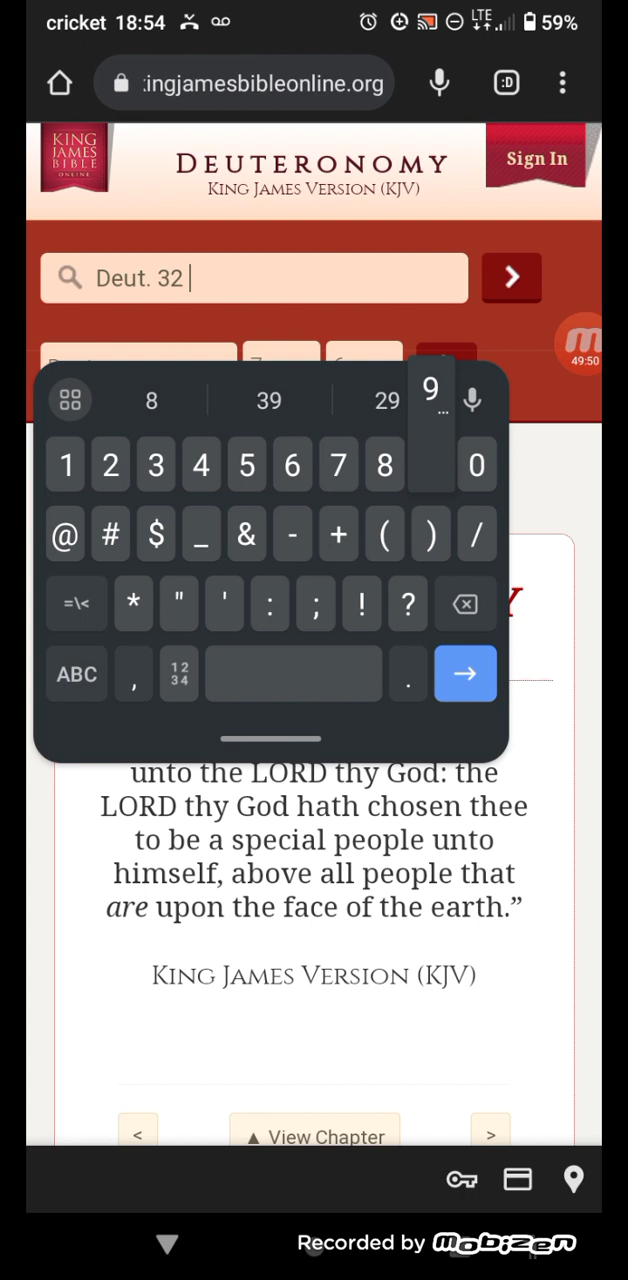 cricket 18:54 LTE 59%
:ingjamesbibleonline.org :D
KING
JAMES
BIBLE
ONLINE
DEUTERONOMY
KING JAMES VERSION (KJV)
Sign In
Deut. 32
49:50
8 39 29 9 ...
1 2 3 4 5 6 7 8 0
@ # $ _ & - + ( ) /
=\< * " ' : ; ! ?
ABC , 12 34 .
unto the LORD thy God: the
LORD thy God hath chosen thee
to be a special people unto
himself, above all people that
are upon the face of the earth.”
KING JAMES VERSION (KJV)
< ▲ View Chapter >
Recorded by mobizen